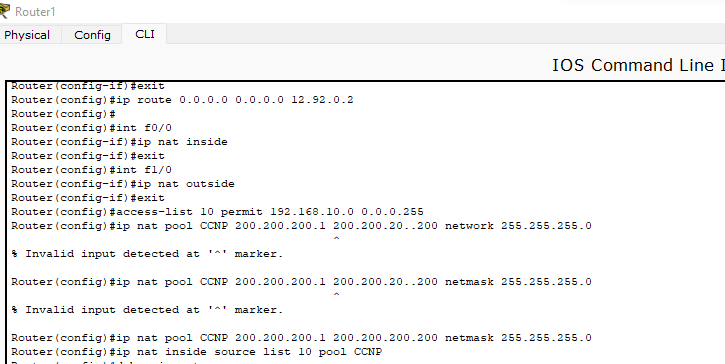 Router1
Physical Config CLI
IOS Command Line I
Router(config-if)#exit
Router(config)#ip route 0.0.0.0 0.0.0.0 12.92.0.2
Router(config)#
Router(config)#int f0/0
Router(config-if)#ip nat inside
Router(config-if)#exit
Router(config)#int f1/0
Router(config-if)#ip nat outside
Router(config-if)#exit
Router(config)#access-list 10 permit 192.168.10.0 0.0.0.255
Router(config)#ip nat pool CCNP 200.200.200.1 200.200.20..200 network 255.255.255.0
^
% Invalid input detected at '^' marker.
Router(config)#ip nat pool CCNP 200.200.200.1 200.200.20..200 netmask 255.255.255.0
^
% Invalid input detected at '^' marker.
Router(config)#ip nat pool CCNP 200.200.200.1 200.200.200.200 netmask 255.255.255.0
Router(config)#ip nat inside source list 10 pool CCNP